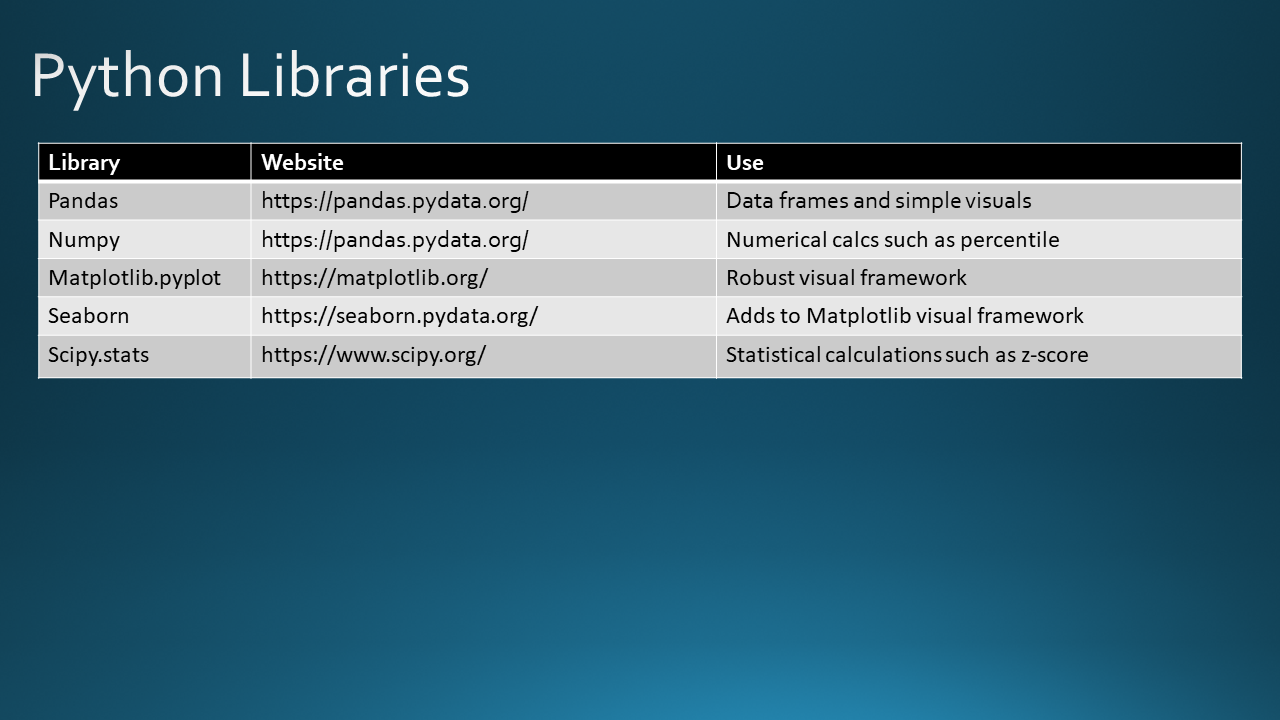 Python Libraries
Library Website Use
Pandas https://pandas.pydata.org/ Data frames and simple visuals
Numpy https://pandas.pydata.org/ Numerical calcs such as percentile
Matplotlib.pyplot https://matplotlib.org/ Robust visual framework
Seaborn https://seaborn.pydata.org/ Adds to Matplotlib visual framework
Scipy.stats https://www.scipy.org/ Statistical calculations such as z-score